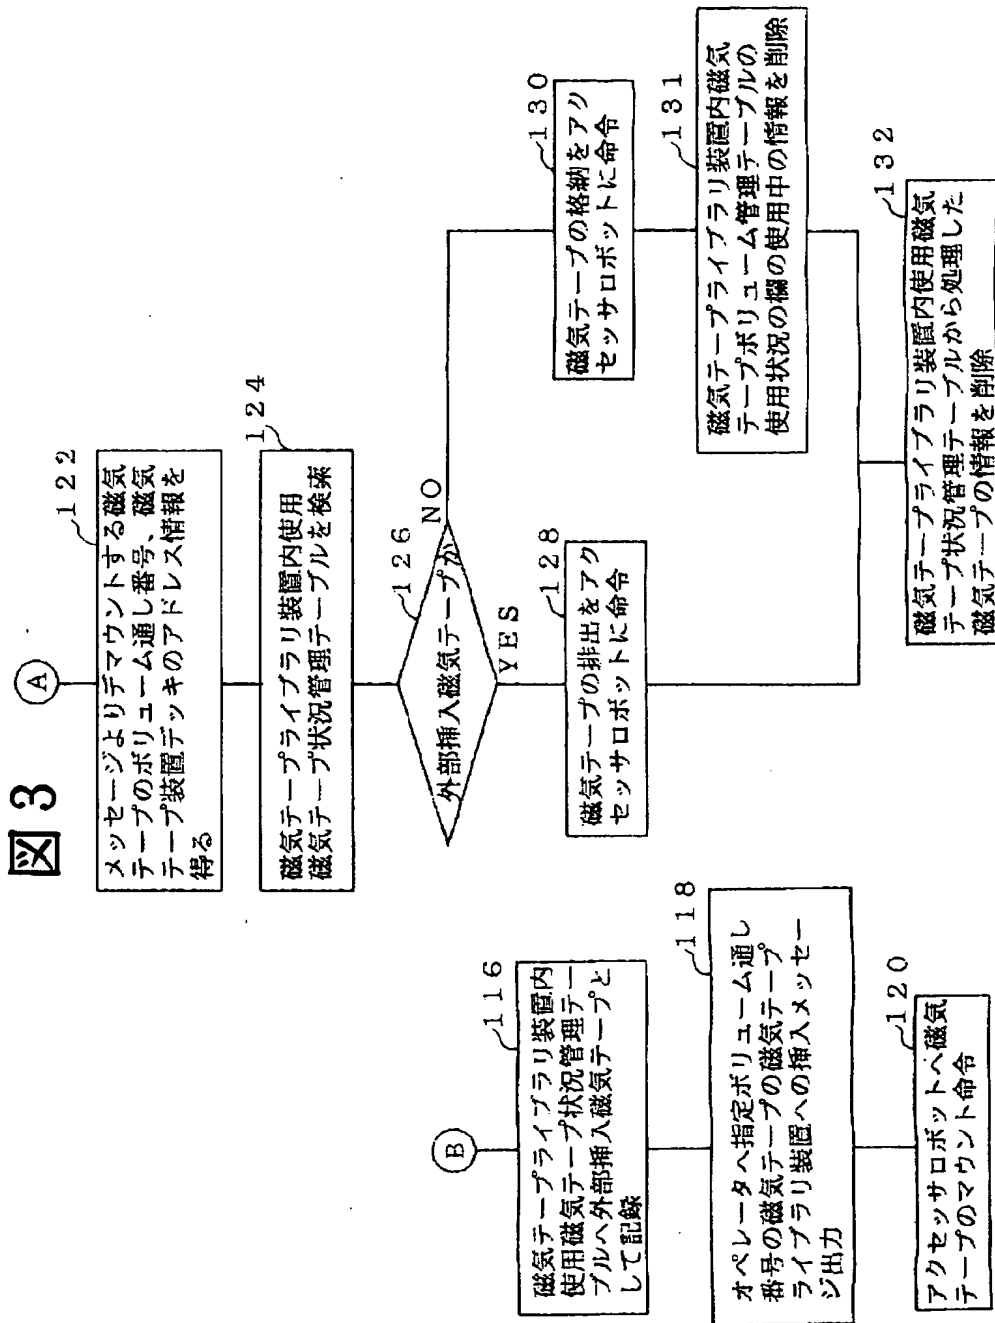 図3
B
116
磁気テープライブラリ装置内
使用磁気テープ状況管理テー
ブルへ外部挿入磁気テープと
して記録
118
オペレータへ指定ボリューム通し
番号の磁気テープの磁気テープ
ライブラリ装置への挿入メッセー
ジ出力
120
アクセッサロボットへ磁気
テープのマウント命令
A
122
メッセージよりデマウントする磁気
テープのボリューム通し番号、磁気
テープ装置デッキのアドレス情報を
得る
124
磁気テープライブラリ装置内使用
磁気テープ状況管理テーブルを検索
126
外部挿入磁気テープか
NO
YES
128
磁気テープの排出をアク
セッサロボットに命令
130
磁気テープの格納をアク
セッサロボットに命令
131
磁気テープライブラリ装置内磁気
テープボリューム管理テーブルの
使用状況の欄の使用中の情報を削除
132
磁気テープライブラリ装置内使用磁気
テープ状況管理テーブルから処理した
磁気テープの情報を削除